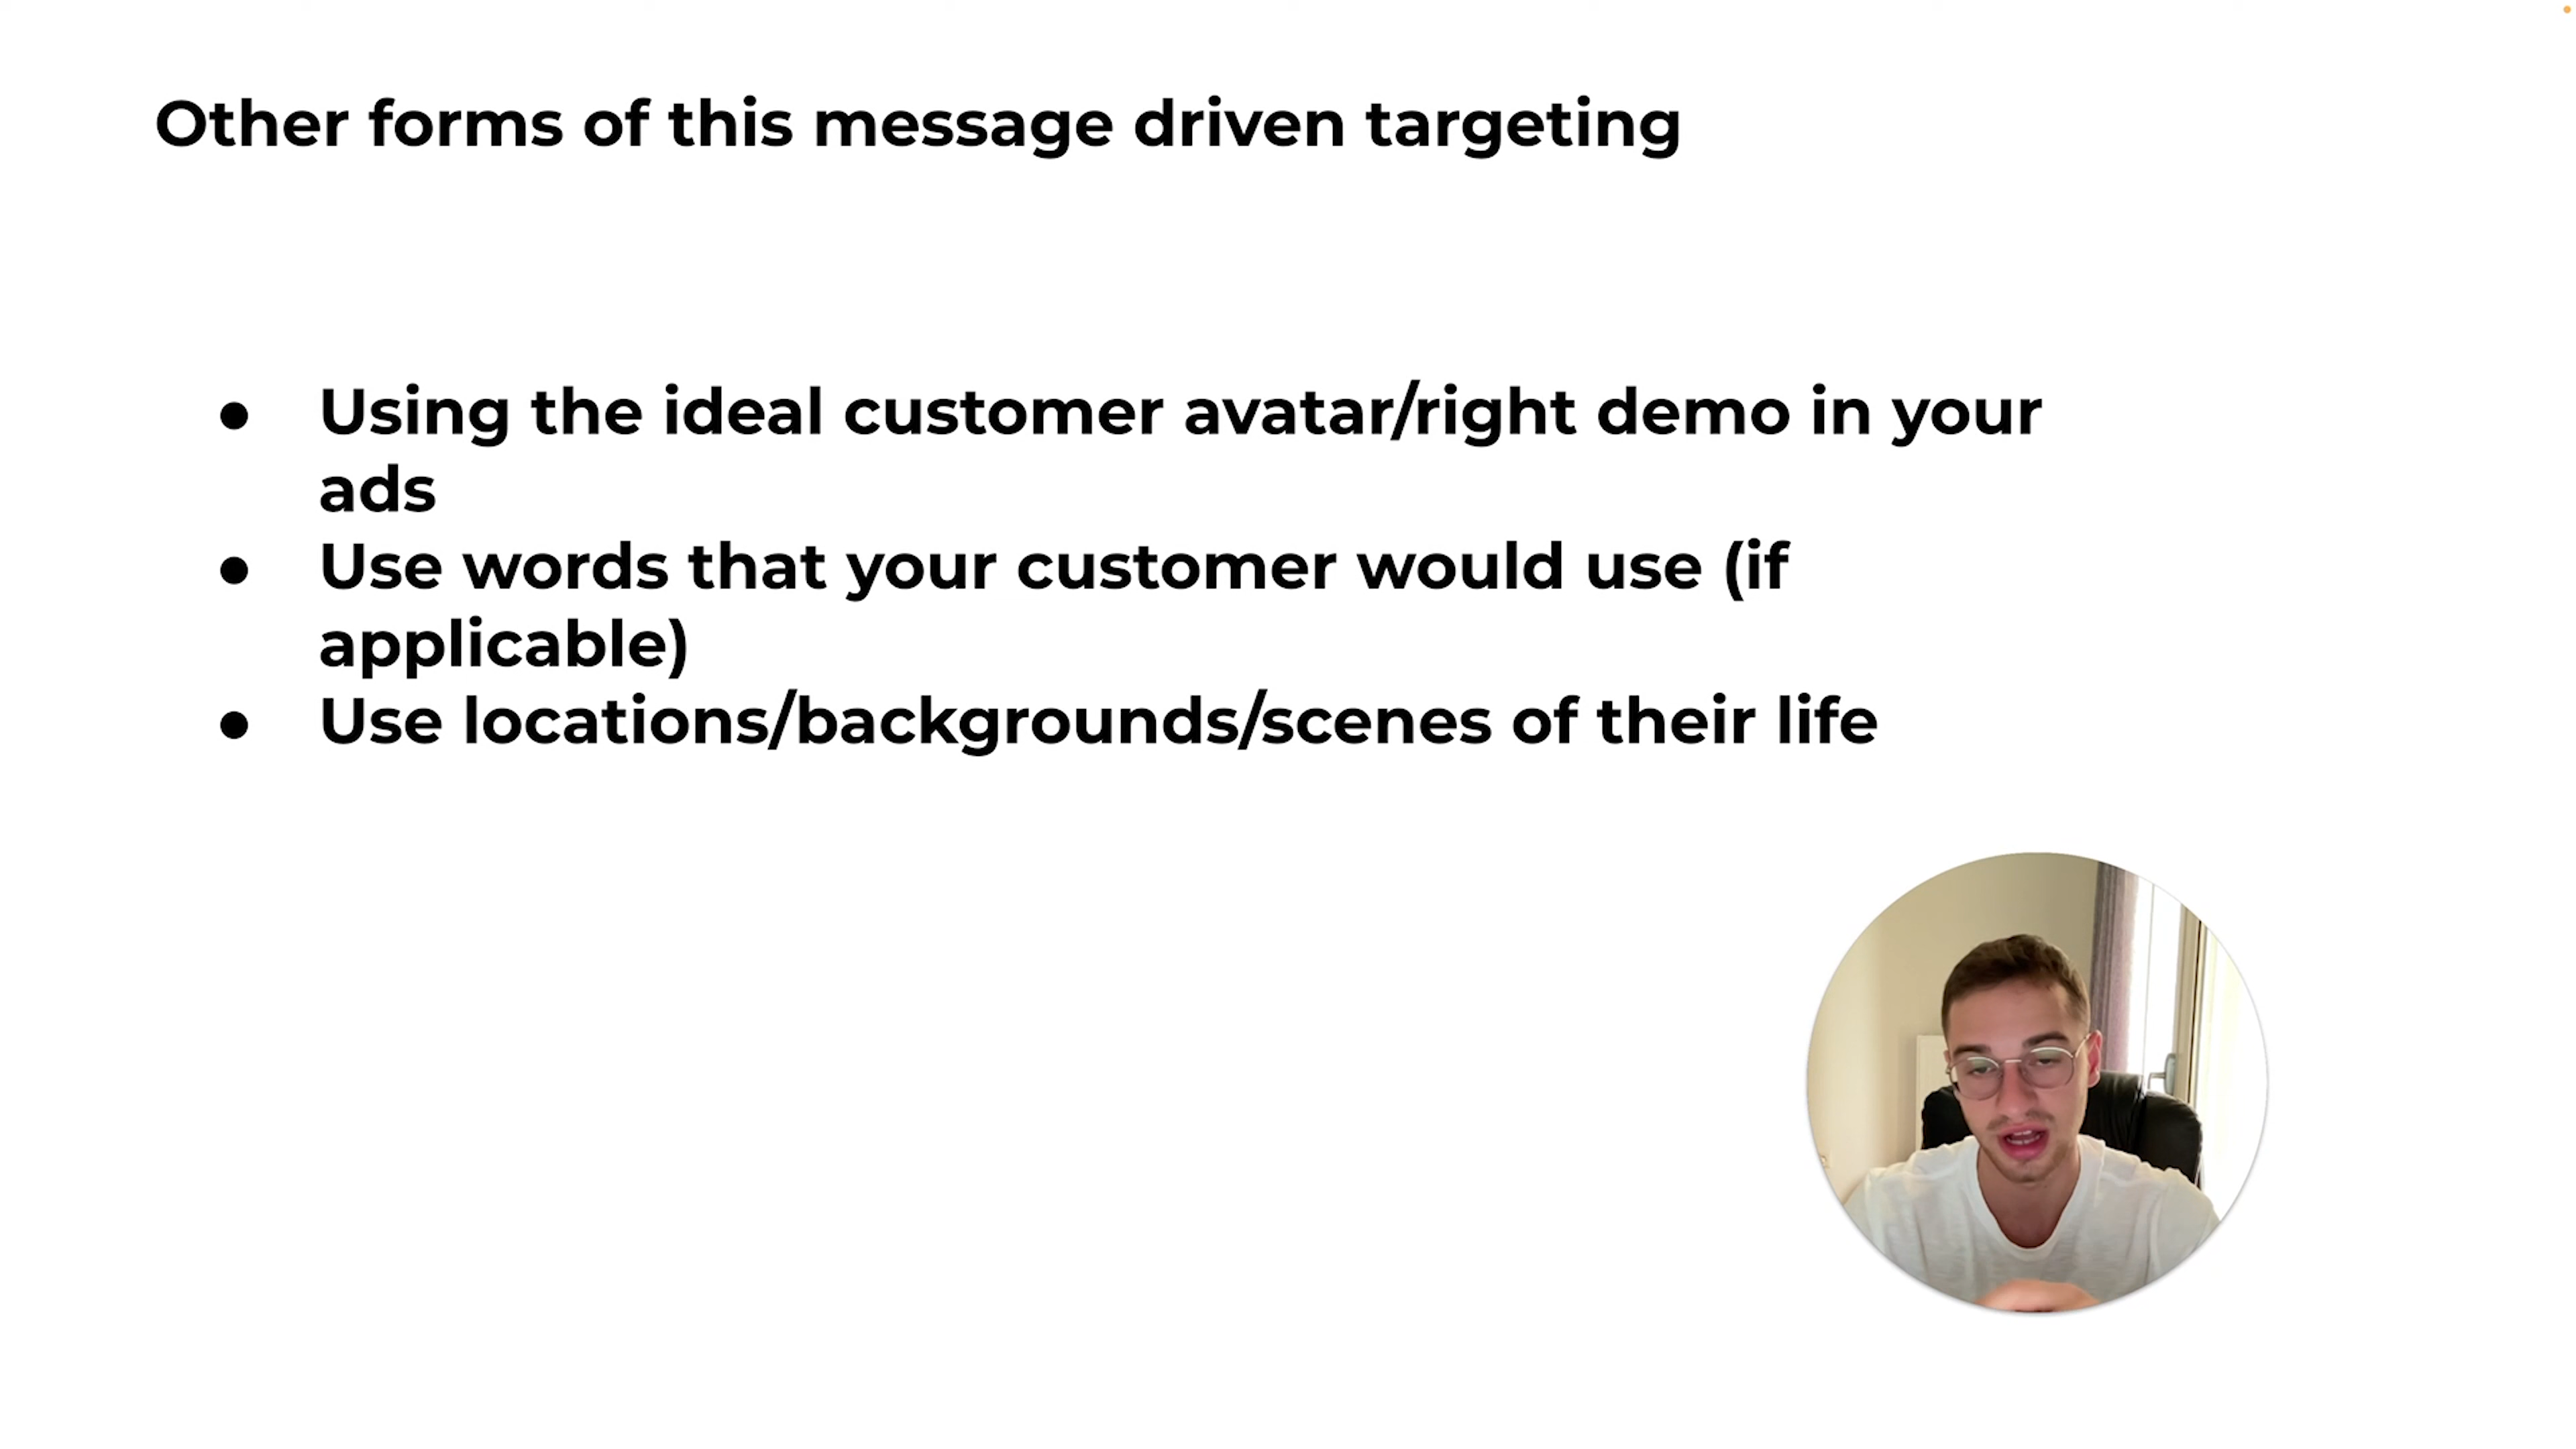 Other forms of this message driven targeting
● Using the ideal customer avatar/right demo in your
ads
● Use words that your customer would use (if
applicable)
● Use locations/backgrounds/scenes of their life